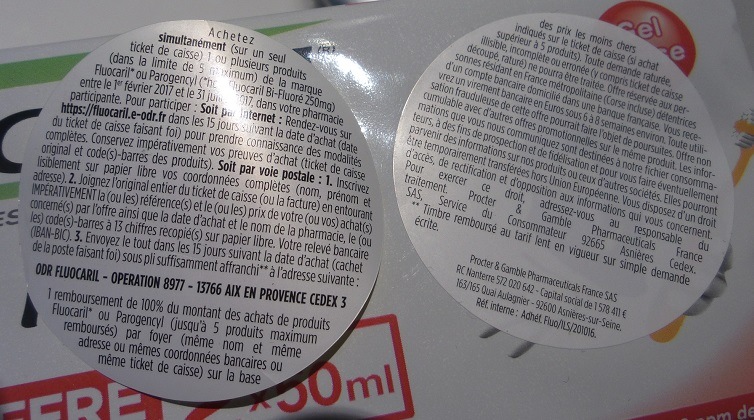 Achetez
simultanément (sur un seul
ticket de caisse) 1 ou plusieurs produits
(dans la limite de 5 maximum) de la marque
Fluocaril® ou Parogencyl (*hors Fluocaril Bi-Fluoré 250mg)
entre le 1er février 2017 et le 31 2017, dans votre pharmacie
participante. Pour participer : Soit par internet : Rendez-vous sur
https://fluocaril.e-odr.fr dans les 15 jours suivant la date d'achat (date
du ticket de caisse faisant foi) pour prendre connaissance des modalités
complètes. Conservez impérativement vos preuves d'achat (ticket de caisse
original et code(s)-barres des produits). Soit par voie postale : 1. Inscrivez
lisiblement sur papier libre vos coordonnées complètes (nom, prénom et
adresse). 2. Joignez l'original entier du ticket de caisse (ou la facture) en entourant
IMPÉRATIVEMENT la (ou les) référence(s) et le (ou les) prix de votre (ou vos) achat(s)
concerné(s) par l'offre ainsi que la date d'achat et le nom de la pharmacie, le (ou
les) code(s)-barres à 13 chiffres recopié(s) sur papier libre. Votre relevé bancaire
(IBAN-BIC). 3. Envoyez le tout dans les 15 jours suivant la date d'achat (cachet
de la poste faisant foi) sous pli suffisamment affranchi** à l'adresse suivante :
ODR FLUOCARIL - OPERATION 8977 - 13766 AIX EN PROVENCE CEDEX 3
1 remboursement de 100% du montant des achats de produits
Fluocaril® ou Parogencyl (jusqu'à 5 produits maximum
remboursés) par foyer (même nom et même
adresse ou mêmes coordonnées bancaires ou
même ticket de caisse) sur la base
des prix les moins chers
indiqués sur le ticket de caisse (si achat
supérieur à 5 produits). Toute demande raturée,
illisible, incomplète ou erronée (y compris ticket de caisse
découpé, raturé) ne pourra être traitée. Offre réservée aux per-
sonnes résidant en France métropolitaine (Corse incluse) détentrices
d'un compte bancaire domicilié dans une banque française. Vous rece-
vrez un virement bancaire en Euros sous 6 à 8 semaines environ. Toute utili-
sation frauduleuse de cette offre pourrait faire l'objet de poursuites. Offre non
cumulable avec d'autres offres promotionnelles sur le même produit. Les infor-
mations que vous nous communiquez sont destinées à notre fichier consomma-
teurs, à des fins de prospection et de fidélisation et pour vous faire éventuellement
parvenir des informations sur nos produits ou ceux d'autres sociétés. Elles pourront
être temporairement transférées hors Union Européenne. Vous disposez d'un droit
d'accès, de rectification et d'opposition aux informations qui vous concernent.
Pour exercer ce droit, adressez-vous au responsable du
traitement. Procter & Gamble Pharmaceuticals France
SAS, Service du Consommateur 92665 Asnières Cedex.
** Timbre remboursé au tarif lent en vigueur sur simple demande
écrite.
Procter & Gamble Pharmaceuticals France SAS
RC Nanterre 572 020 642 - Capital social de 1 578 411 €
163/165 Quai Aulagnier - 92600 Asnières-sur-Seine.
Réf. interne : Adhéf. Fluo/ILS/201016.
Gel
FFRE
x50ml